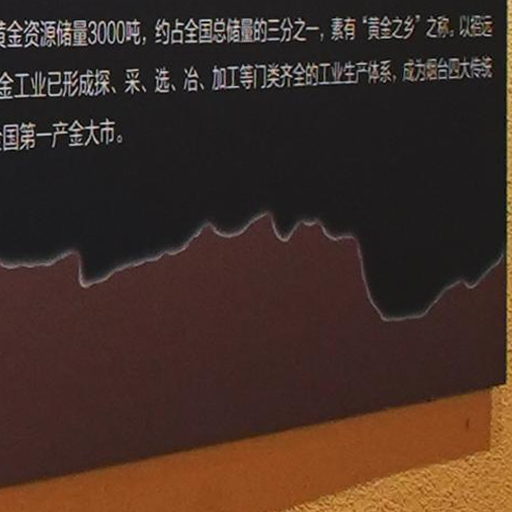 黄金资源储量3000吨，约占全国总储量的三分之一，素有“黄金之乡”之称。以招远
金工业已形成探、采、选、冶、加工等门类齐全的工业生产体系，成为烟台四大传统
全国第一产金大市。